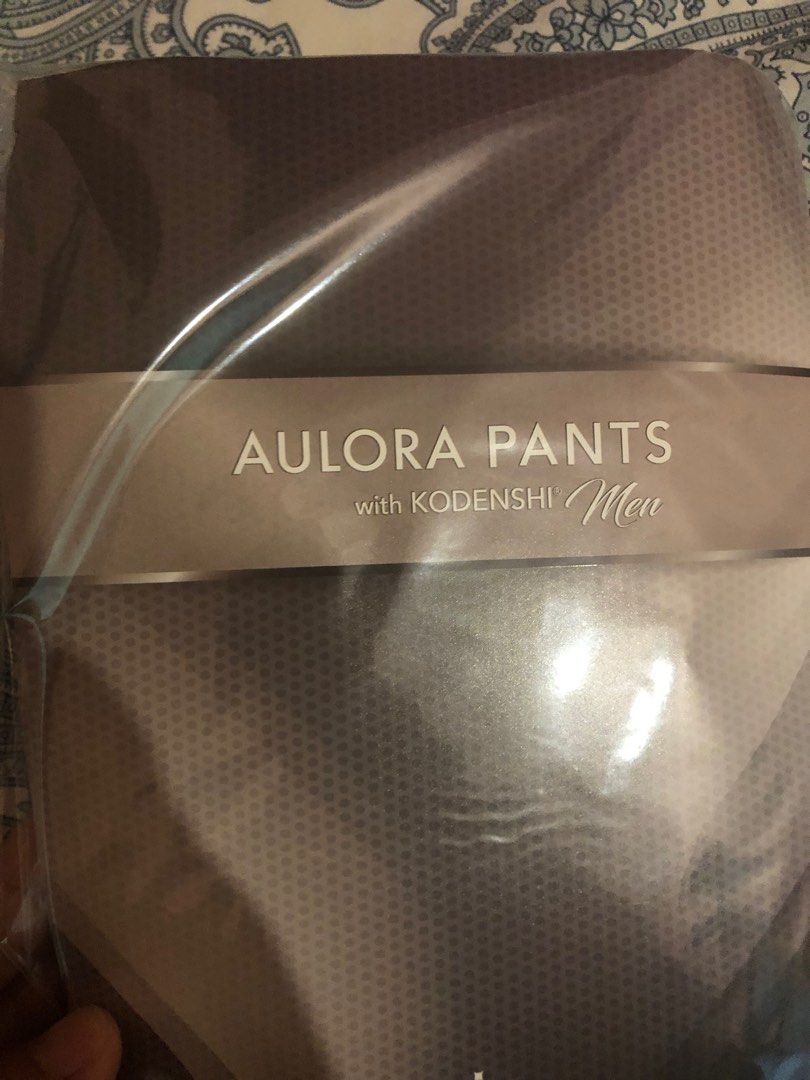 AULORA PANTS
with KODENSHI® Men